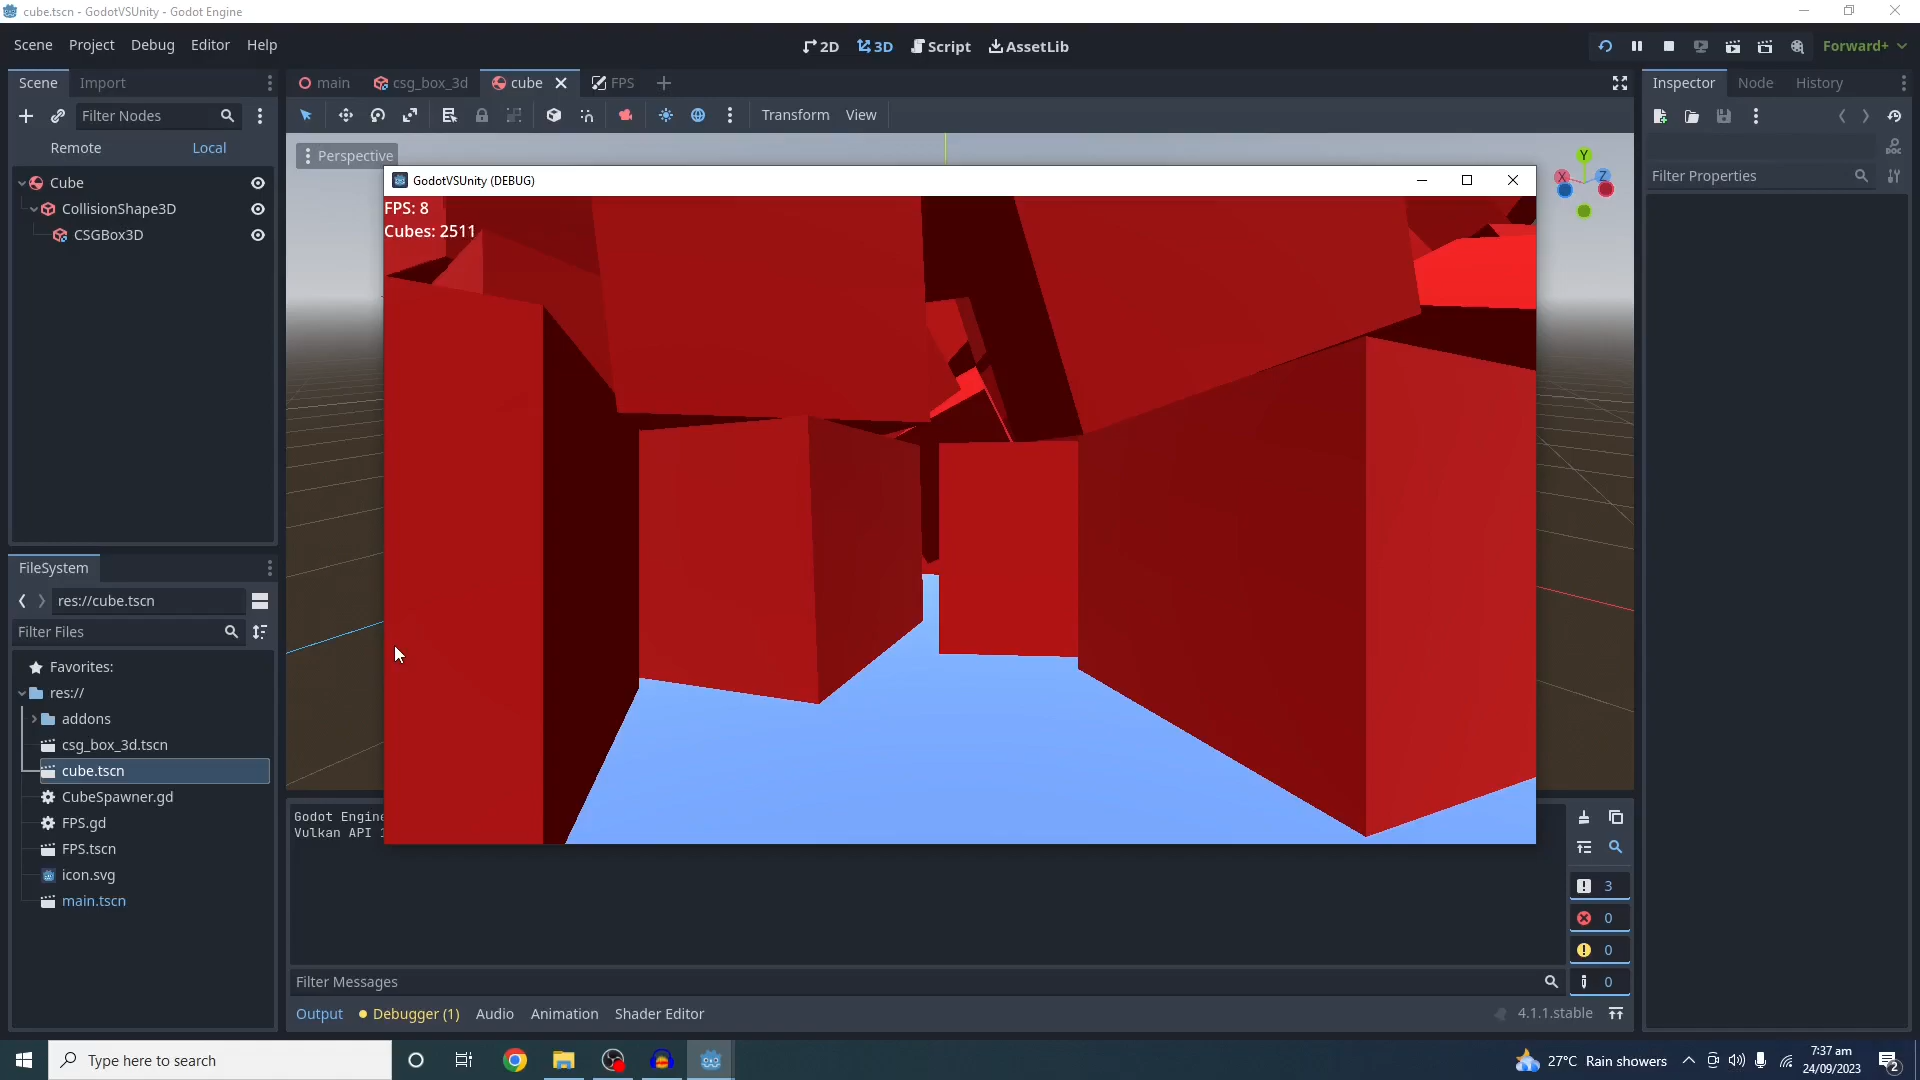 cube.tscn - GodotVSUnity - Godot Engine
Scene Project Debug Editor Help
2D 3D Script AssetLib
Forward+
Scene Import
main csg_box_3d cube FPS
Inspector Node History
Filter Nodes
Transform View
Remote Local
Perspective
Y
X Z
Filter Properties
DOC
Cube
CollisionShape3D
CSGBox3D
GodotVSUnity (DEBUG)
FPS: 8
Cubes: 2511
FileSystem
res://cube.tscn
Filter Files
Favorites:
res://
addons
csg_box_3d.tscn
cube.tscn
CubeSpawner.gd
FPS.gd
FPS.tscn
icon.svg
main.tscn
Godot Engine
Vulkan API 1
3
0
0
0
Filter Messages
Output Debugger (1) Audio Animation Shader Editor
4.1.1.stable
Type here to search
27°C Rain showers
7:37 am
24/09/2023
2